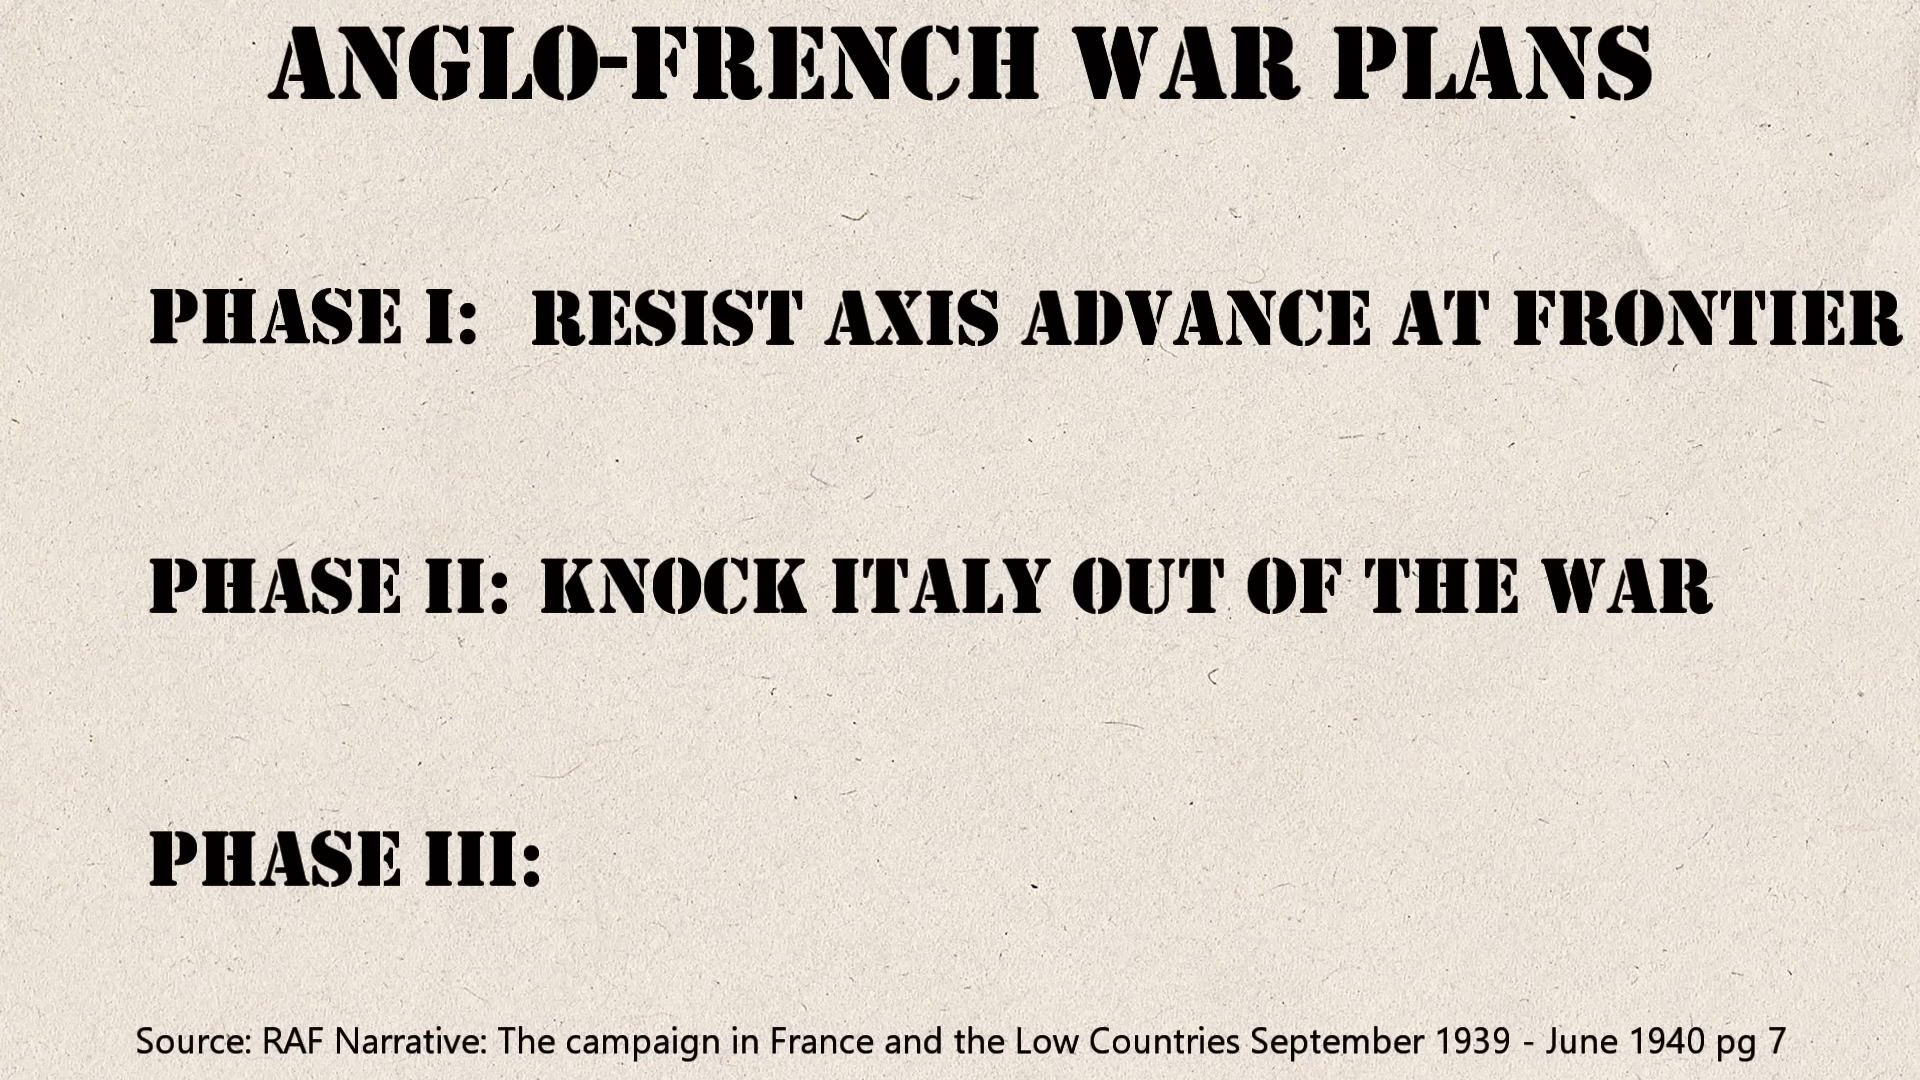 ANGLO-FRENCH WAR PLANS
PHASE I: RESIST AXIS ADVANCE AT FRONTIER
PHASE II: KNOCK ITALY OUT OF THE WAR
PHASE III:
Source: RAF Narrative: The campaign in France and the Low Countries September 1939 - June 1940 pg 7